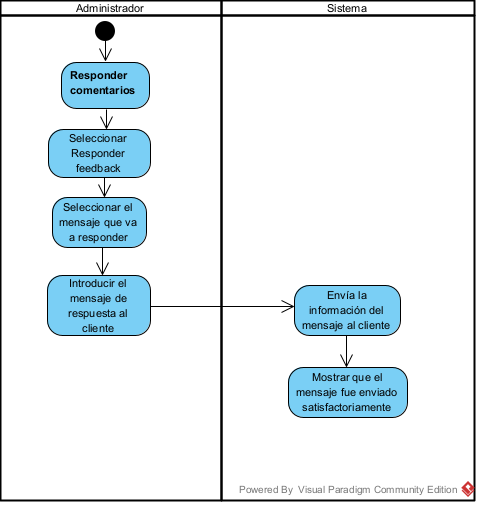 Administrador
Sistema
Responder
comentarios
Seleccionar
Responder
feedback
Seleccionar el
mensaje que va
a responder
Introducir el
mensaje de
respuesta al
cliente
Envía la
información del
mensaje al cliente
Mostrar que el
mensaje fue enviado
satisfactoriamente
Powered By Visual Paradigm Community Edition